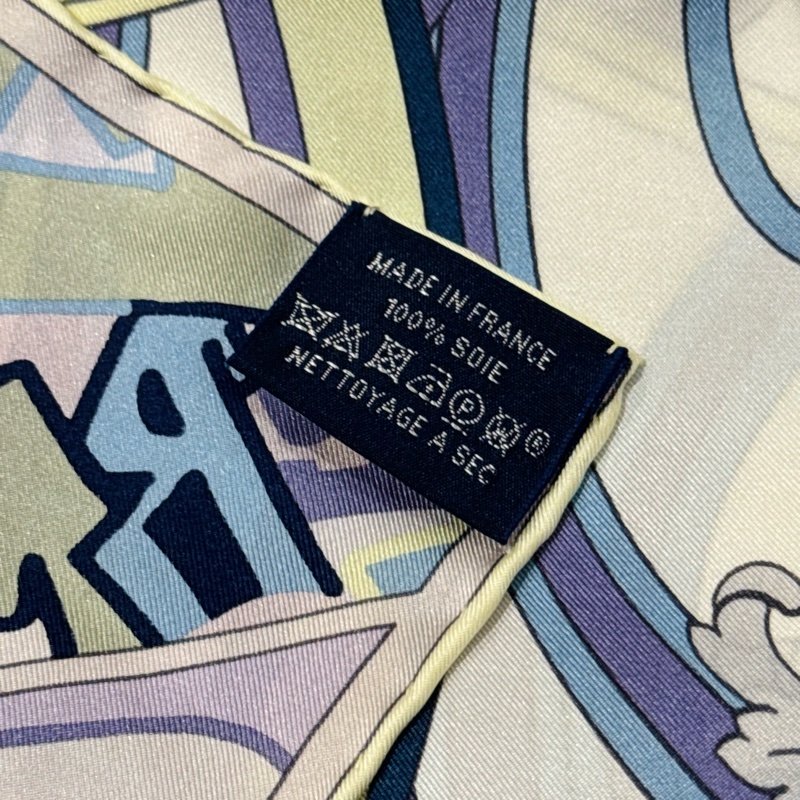 MADE IN FRANCE
100% SOIE
Ⓟ Ⓦ ®
NETTOYAGE A SEC